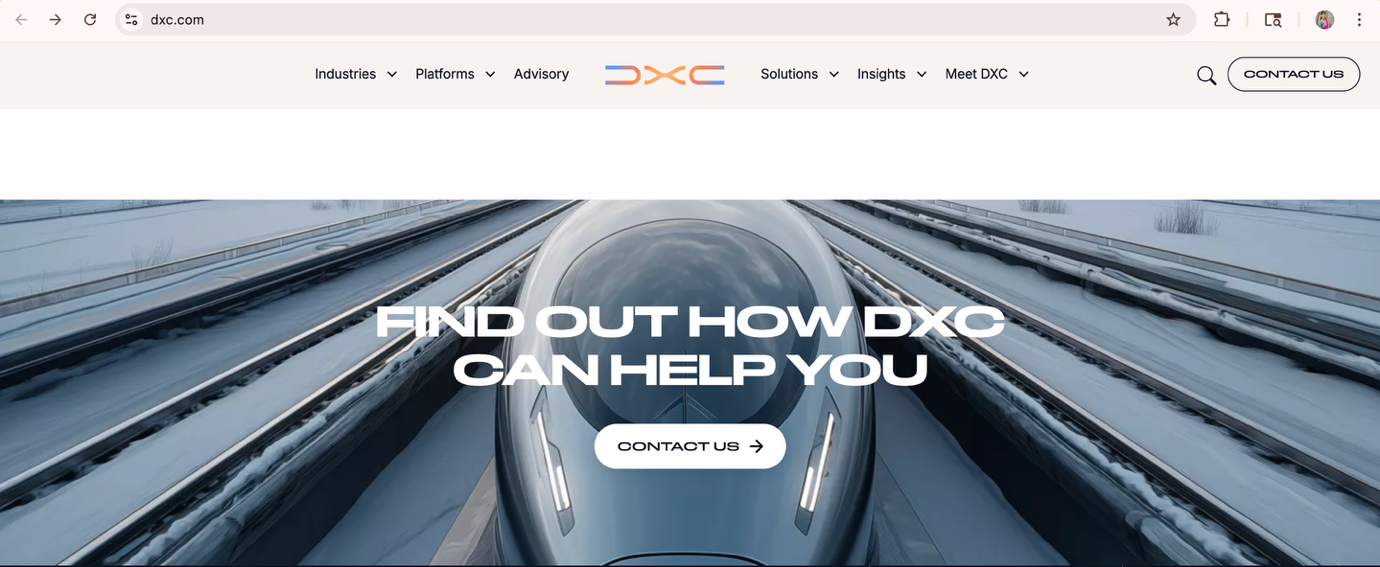 dxc.com
Industries Platforms Advisory DXC Solutions Insights Meet DXC CONTACT US
FIND OUT HOW DXC
CAN HELP YOU
CONTACT US